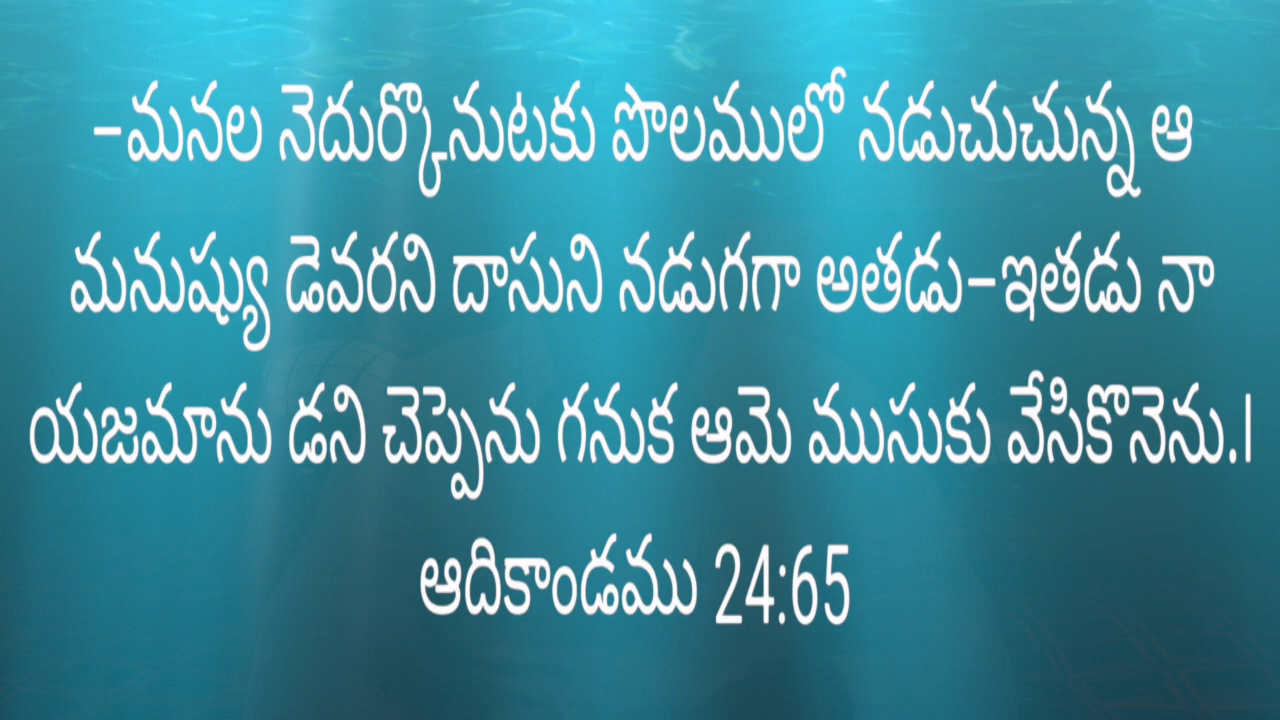 -మనల నెదుర్కొనుటకు పొలములో నడుచుచున్న ఆ
మనుష్యు డెవరని దాసుని నడుగగా అతడు-ఇతడు నా
యజమాను డని చెప్పెను గనుక ఆమె ముసుకు వేసికొనెను.|
ఆదికాండము 24:65